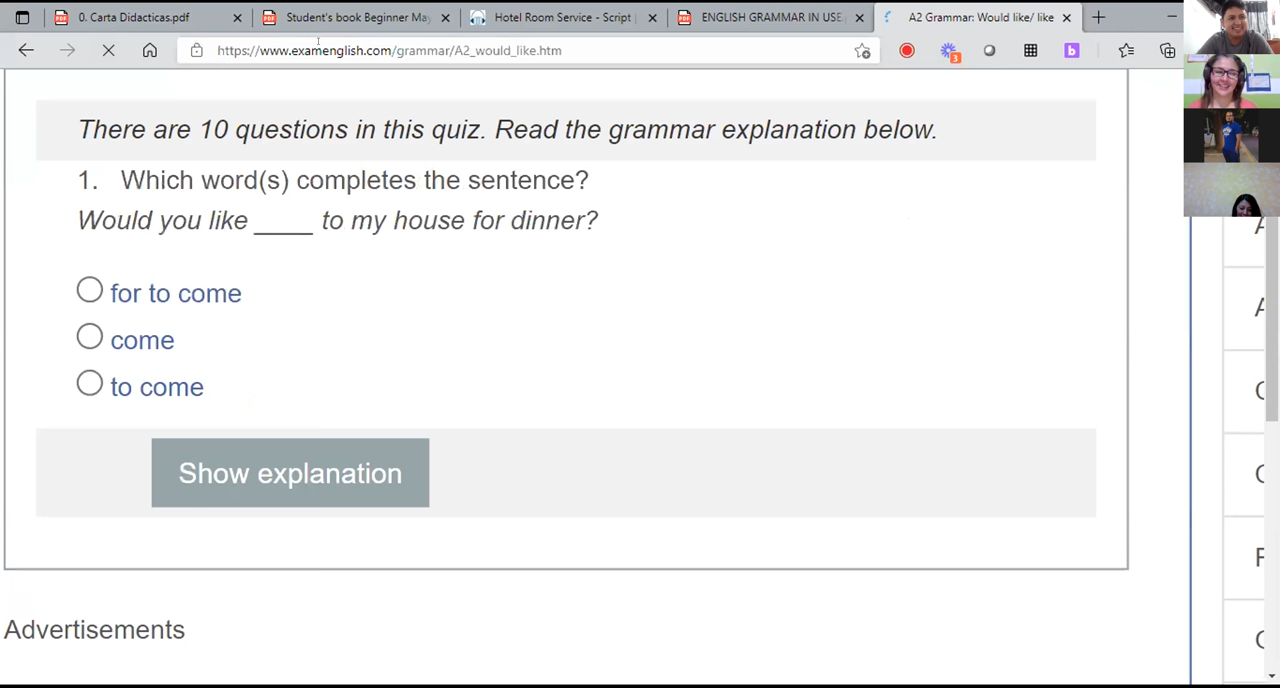 0. Carta Didacticas.pdf
Student's book Beginner May
Hotel Room Service - Script
ENGLISH GRAMMAR IN USE.
A2 Grammar: Would like/ like
https://www.examenglish.com/grammar/A2_would_like.htm
3
b
There are 10 questions in this quiz. Read the grammar explanation below.
1. Which word(s) completes the sentence?
Would you like ____ to my house for dinner?
for to come
come
to come
Show explanation
Advertisements